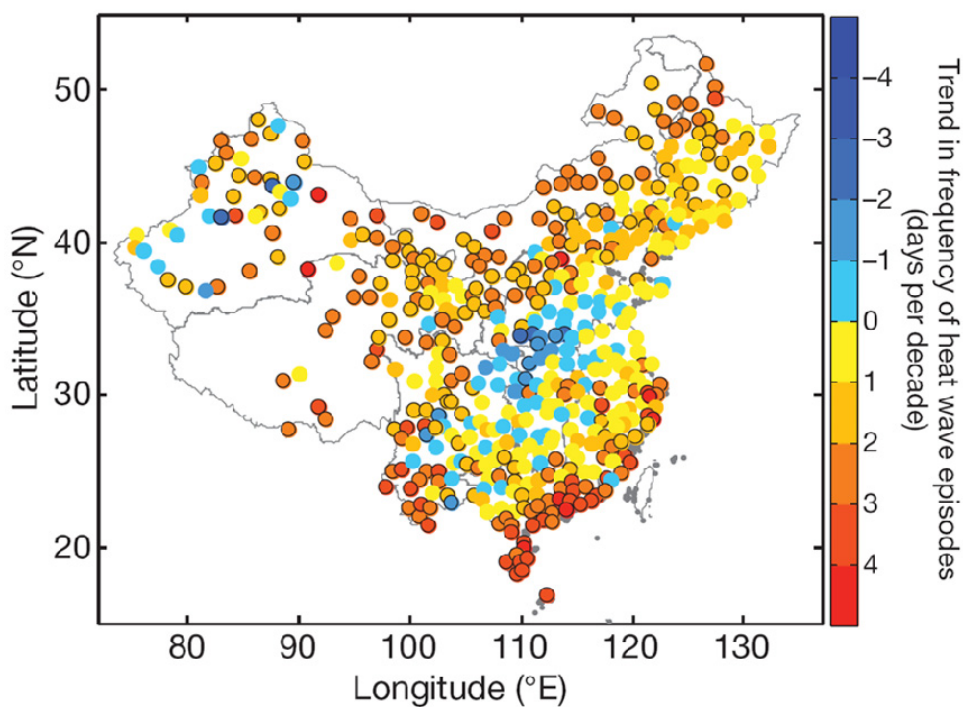 50
40
30
20
Latitude (°N)
80 90 100 110 120 130
Longitude (°E)
−4
−3
−2
−1
0
1
2
3
4
Trend in frequency of heat wave episodes
(days per decade)